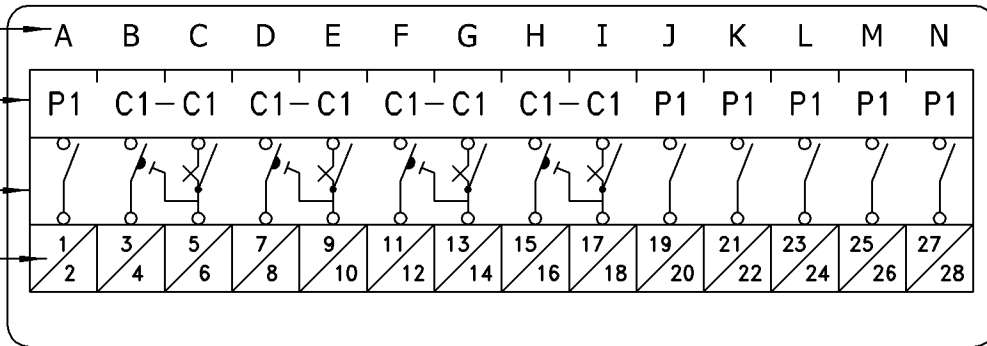 A B C D E F G H I J K L M N
P1 C1-C1 C1-C1 C1-C1 C1-C1 P1 P1 P1 P1 P1
1 3 5 7 9 11 13 15 17 19 21 23 25 27
2 4 6 8 10 12 14 16 18 20 22 24 26 28